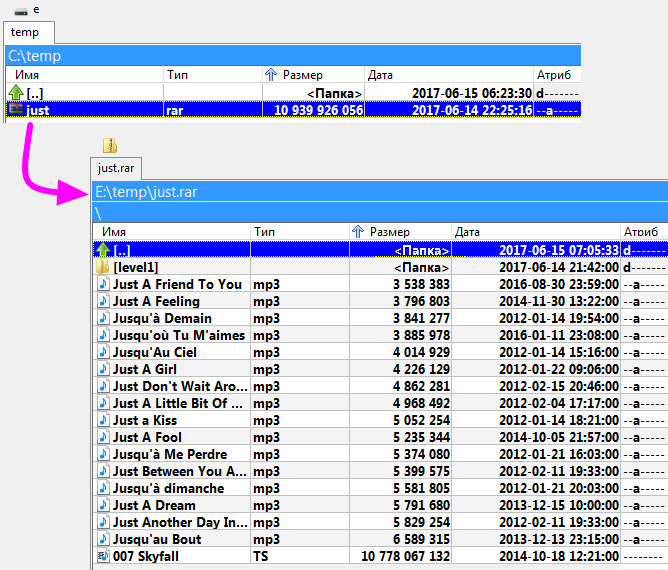 e
temp
C:\temp
Имя Тип Размер Дата Атриб
[..] <Папка> 2017-06-15 06:23:30 d-------
just rar 10 939 926 056 2017-06-14 22:25:16 --a-----
just.rar
E:\temp\just.rar
\
Имя Тип Размер Дата Атриб
[..] <Папка> 2017-06-15 07:05:33 d-------
[level1] <Папка> 2017-06-14 21:42:00 d-------
Just A Friend To You mp3 3 538 383 2016-08-30 23:59:00 --a-----
Just A Feeling mp3 3 796 803 2014-11-30 13:22:00 --a-----
Jusqu'à Demain mp3 3 841 277 2012-01-14 19:54:00 --a-----
Jusqu'où Tu M'aimes mp3 3 885 978 2016-01-11 23:08:00 --a-----
Jusqu'Au Ciel mp3 4 014 929 2012-01-14 15:16:00 --a-----
Just A Girl mp3 4 226 129 2012-01-22 09:06:00 --a-----
Just Don't Wait Aro... mp3 4 862 281 2012-02-15 20:46:00 --a-----
Just A Little Bit Of ... mp3 4 968 492 2012-02-04 17:17:00 --a-----
Just a Kiss mp3 5 052 254 2012-01-14 18:21:00 --a-----
Just A Fool mp3 5 235 344 2014-10-05 21:57:00 --a-----
Jusqu'à Me Perdre mp3 5 374 080 2012-01-21 16:03:00 --a-----
Just Between You A... mp3 5 399 575 2012-02-11 19:33:00 --a-----
Jusqu'à dimanche mp3 5 581 805 2012-01-21 20:03:00 --a-----
Just A Dream mp3 5 791 680 2013-12-15 10:00:00 --a-----
Just Another Day In... mp3 5 829 254 2012-02-11 19:33:00 --a-----
Jusqu'au Bout mp3 6 589 315 2013-12-13 23:15:00 --a-----
007 Skyfall TS 10 778 067 132 2014-10-18 12:21:00 --------